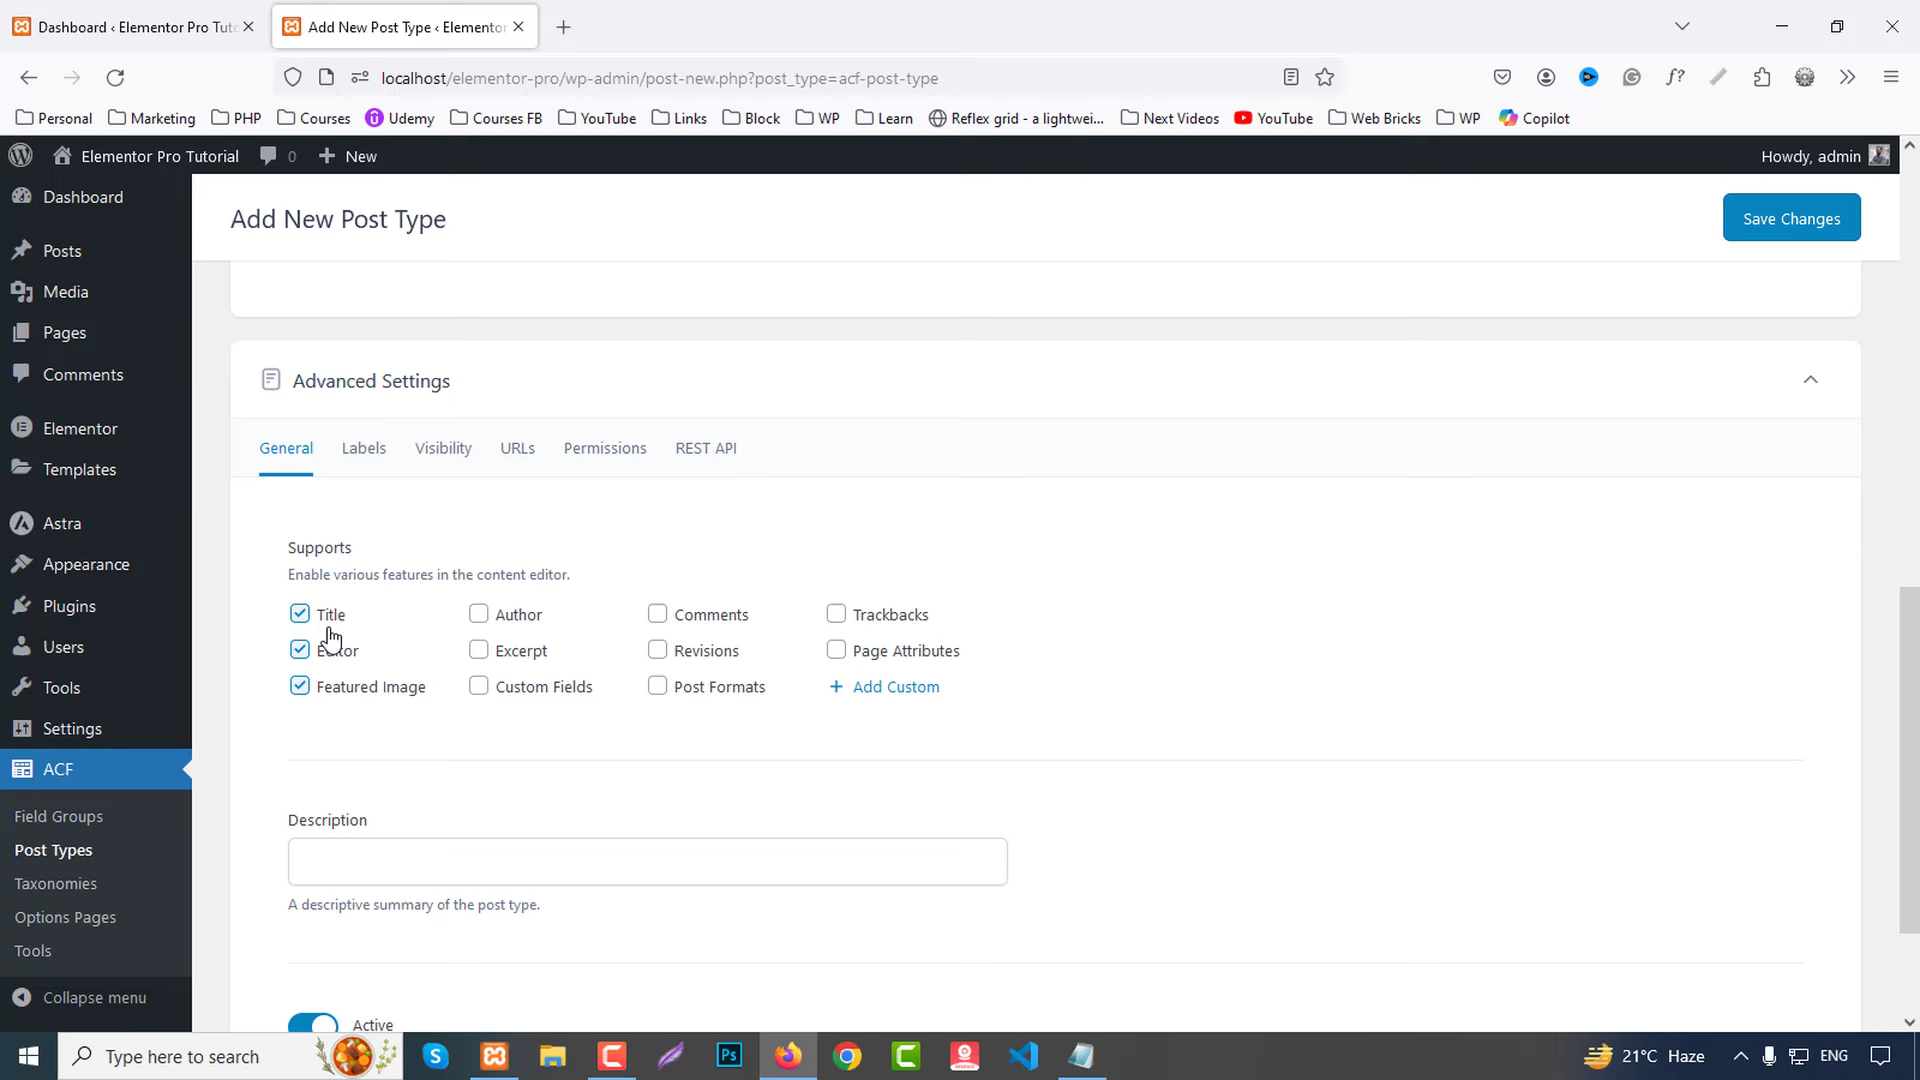 Dashboard ‹ Elementor Pro Tuto
Add New Post Type ‹ Elementor
localhost/elementor-pro/wp-admin/post-new.php?post_type=acf-post-type
Personal Marketing PHP Courses Udemy Courses FB YouTube Links Block WP Learn Reflex grid - a lightwei... Next Videos YouTube Web Bricks WP Copilot
Elementor Pro Tutorial 0 New Howdy, admin
Dashboard
Posts
Media
Pages
Comments
Elementor
Templates
Astra
Appearance
Plugins
Users
Tools
Settings
ACF
Field Groups
Post Types
Taxonomies
Options Pages
Tools
Collapse menu
Add New Post Type
Save Changes
Advanced Settings
General Labels Visibility URLs Permissions REST API
Supports
Enable various features in the content editor.
Title Author Comments Trackbacks
Editor Excerpt Revisions Page Attributes
Featured Image Custom Fields Post Formats + Add Custom
Description
A descriptive summary of the post type.
Active
Type here to search
21°C Haze ENG